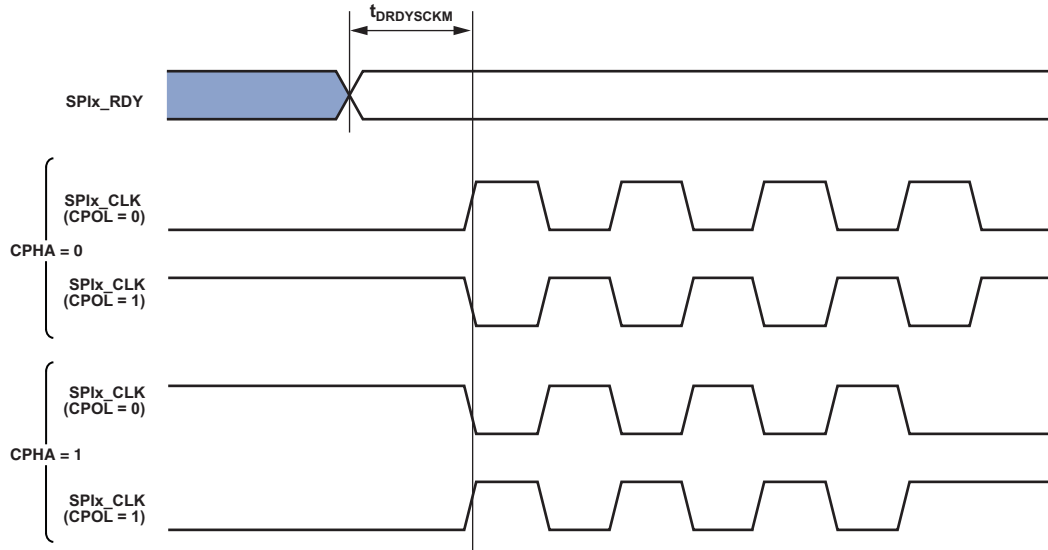 tDRDYSCKM
SPIx_RDY
SPIx_CLK
(CPOL = 0)
CPHA = 0
SPIx_CLK
(CPOL = 1)
SPIx_CLK
(CPOL = 0)
CPHA = 1
SPIx_CLK
(CPOL = 1)